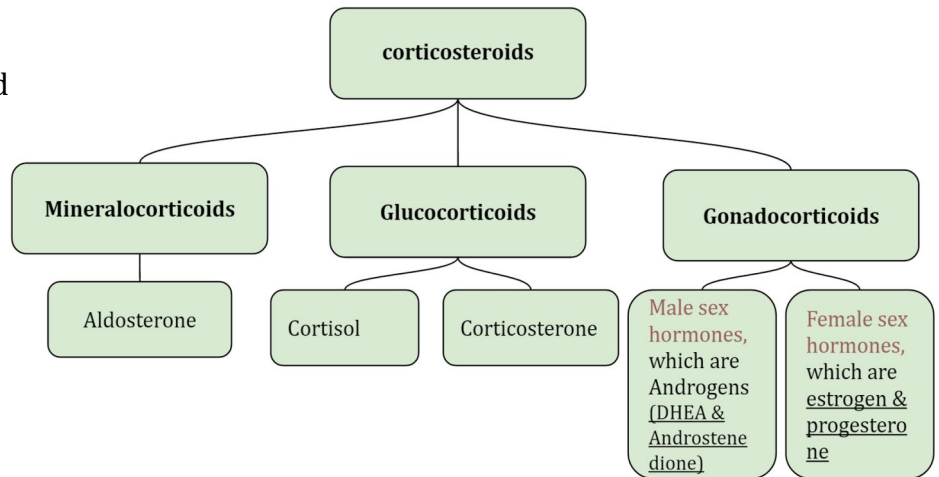 corticosteroids
d
Mineralocorticoids
Glucocorticoids
Gonadocorticoids
Aldosterone
Cortisol
Corticosterone
Male sex
hormones,
which are
Androgens
(DHEA &
Androstene
dione)
Female sex
hormones,
which are
estrogen &
progestero
ne